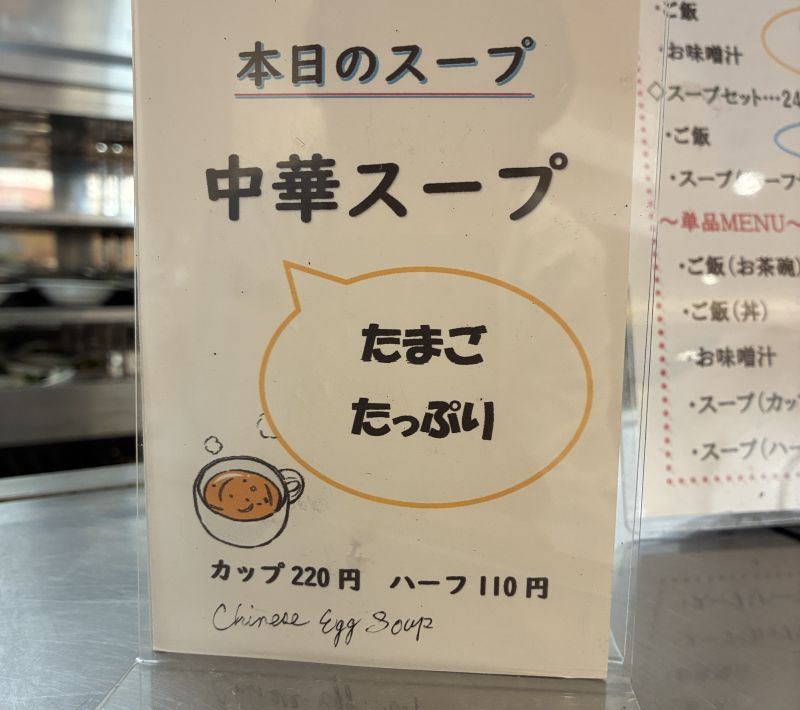 本日のスープ
中華スープ
たまご
たっぷり
カップ 220 円 ハーフ 110 円
Chinese Egg Soup
・ご飯
・お味噌汁
◇スープセット…24
・ご飯
・スープ
～単品MENU～
・ご飯(お茶碗)
・ご飯(丼)
・お味噌汁
・スープ(カッ
・スープ(ハー